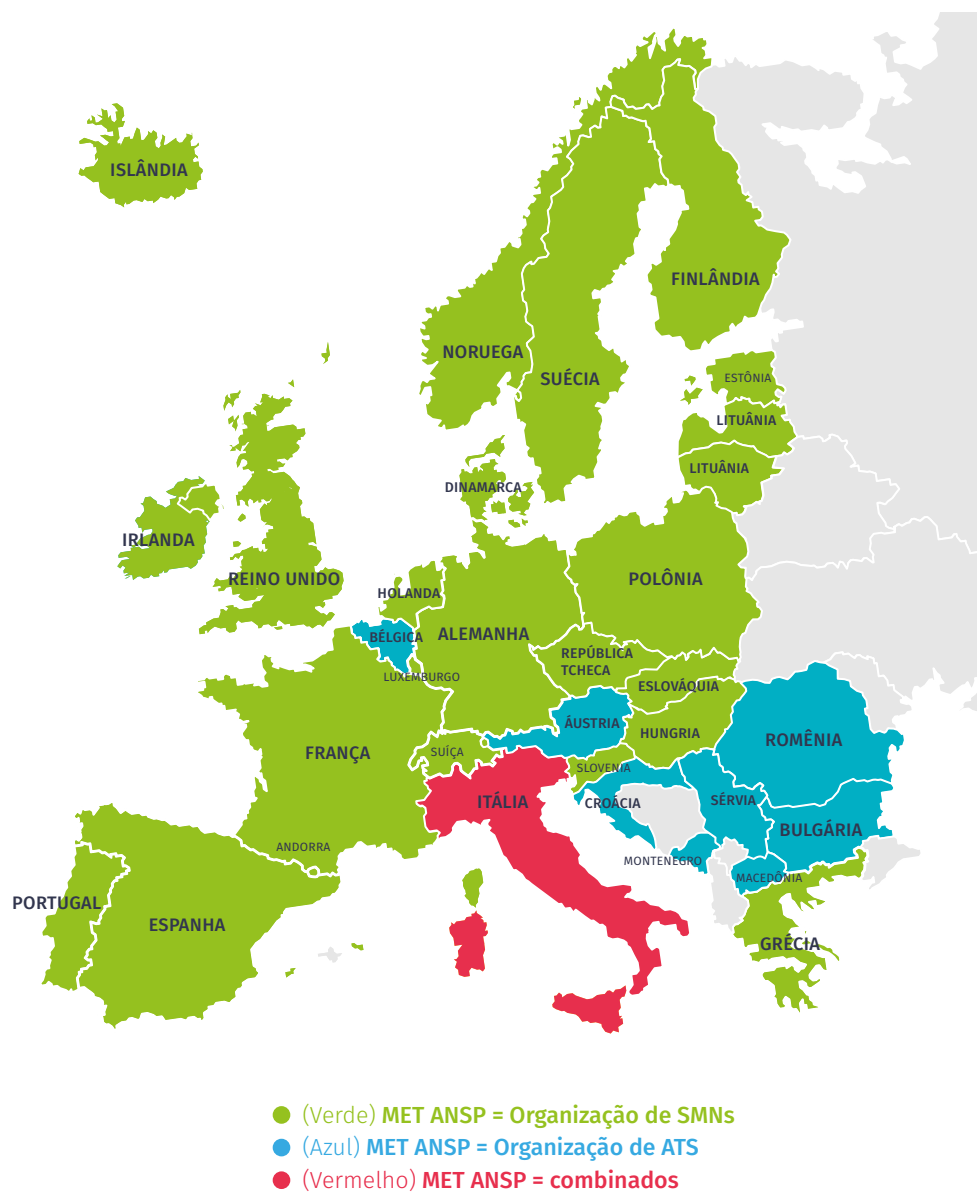 ISLÂNDIA
FINLÂNDIA
NORUEGA
SUÉCIA
ESTÔNIA
LITUÂNIA
LITUÂNIA
DINAMARCA
IRLANDA
REINO UNIDO
HOLANDA
POLÔNIA
BÉLGICA
ALEMANHA
REPÚBLICA
TCHECA
LUXEMBURGO
ESLOVÁQUIA
ÁUSTRIA
HUNGRIA
ROMÊNIA
FRANÇA
SUÍÇA
SLOVENIA
ITÁLIA
CROÁCIA
SÉRVIA
BULGÁRIA
ANDORRA
MONTENEGRO
MACEDÔNIA
PORTUGAL
ESPANHA
GRÉCIA
(Verde) MET ANSP = Organização de SMNs
(Azul) MET ANSP = Organização de ATS
(Vermelho) MET ANSP = combinados